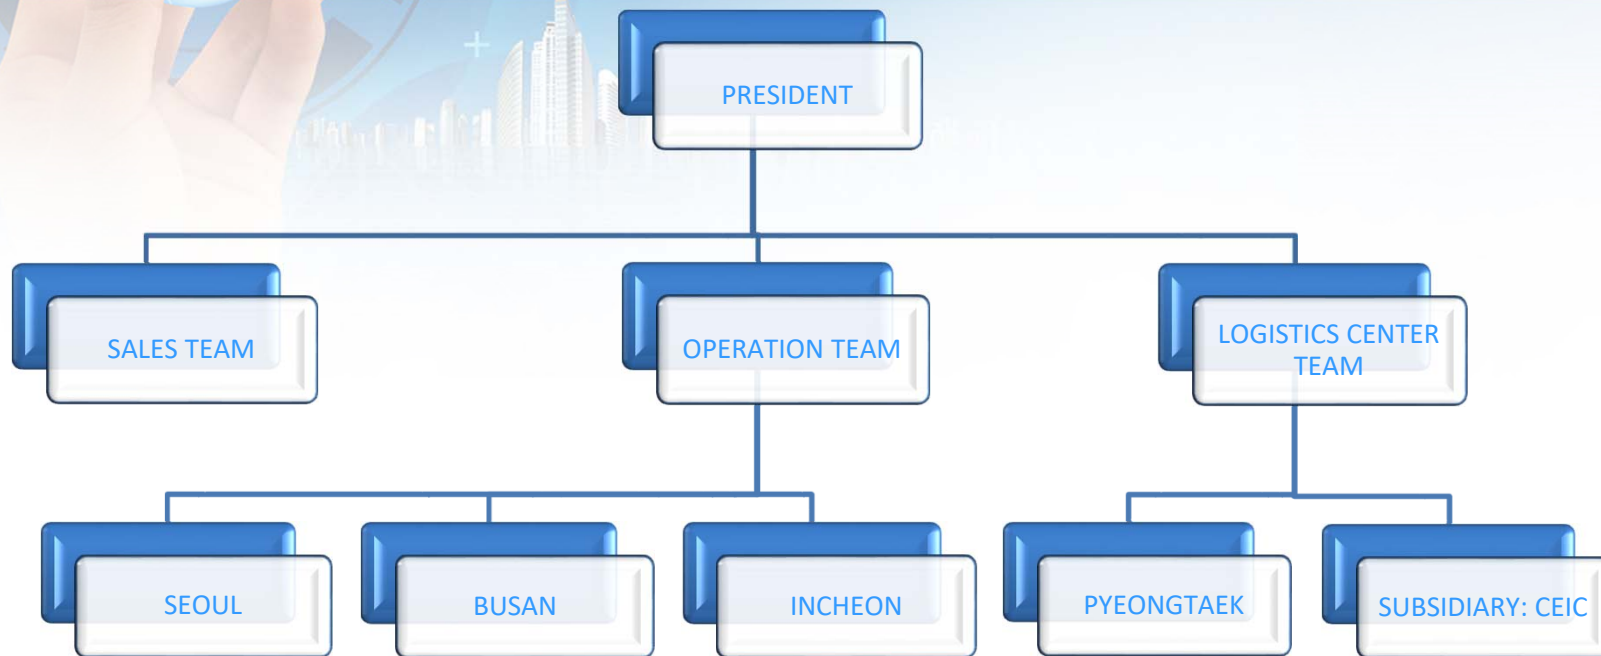 PRESIDENT
SALES TEAM
OPERATION TEAM
LOGISTICS CENTER
TEAM
SEOUL
BUSAN
INCHEON
PYEONGTAEK
SUBSIDIARY: CEIC